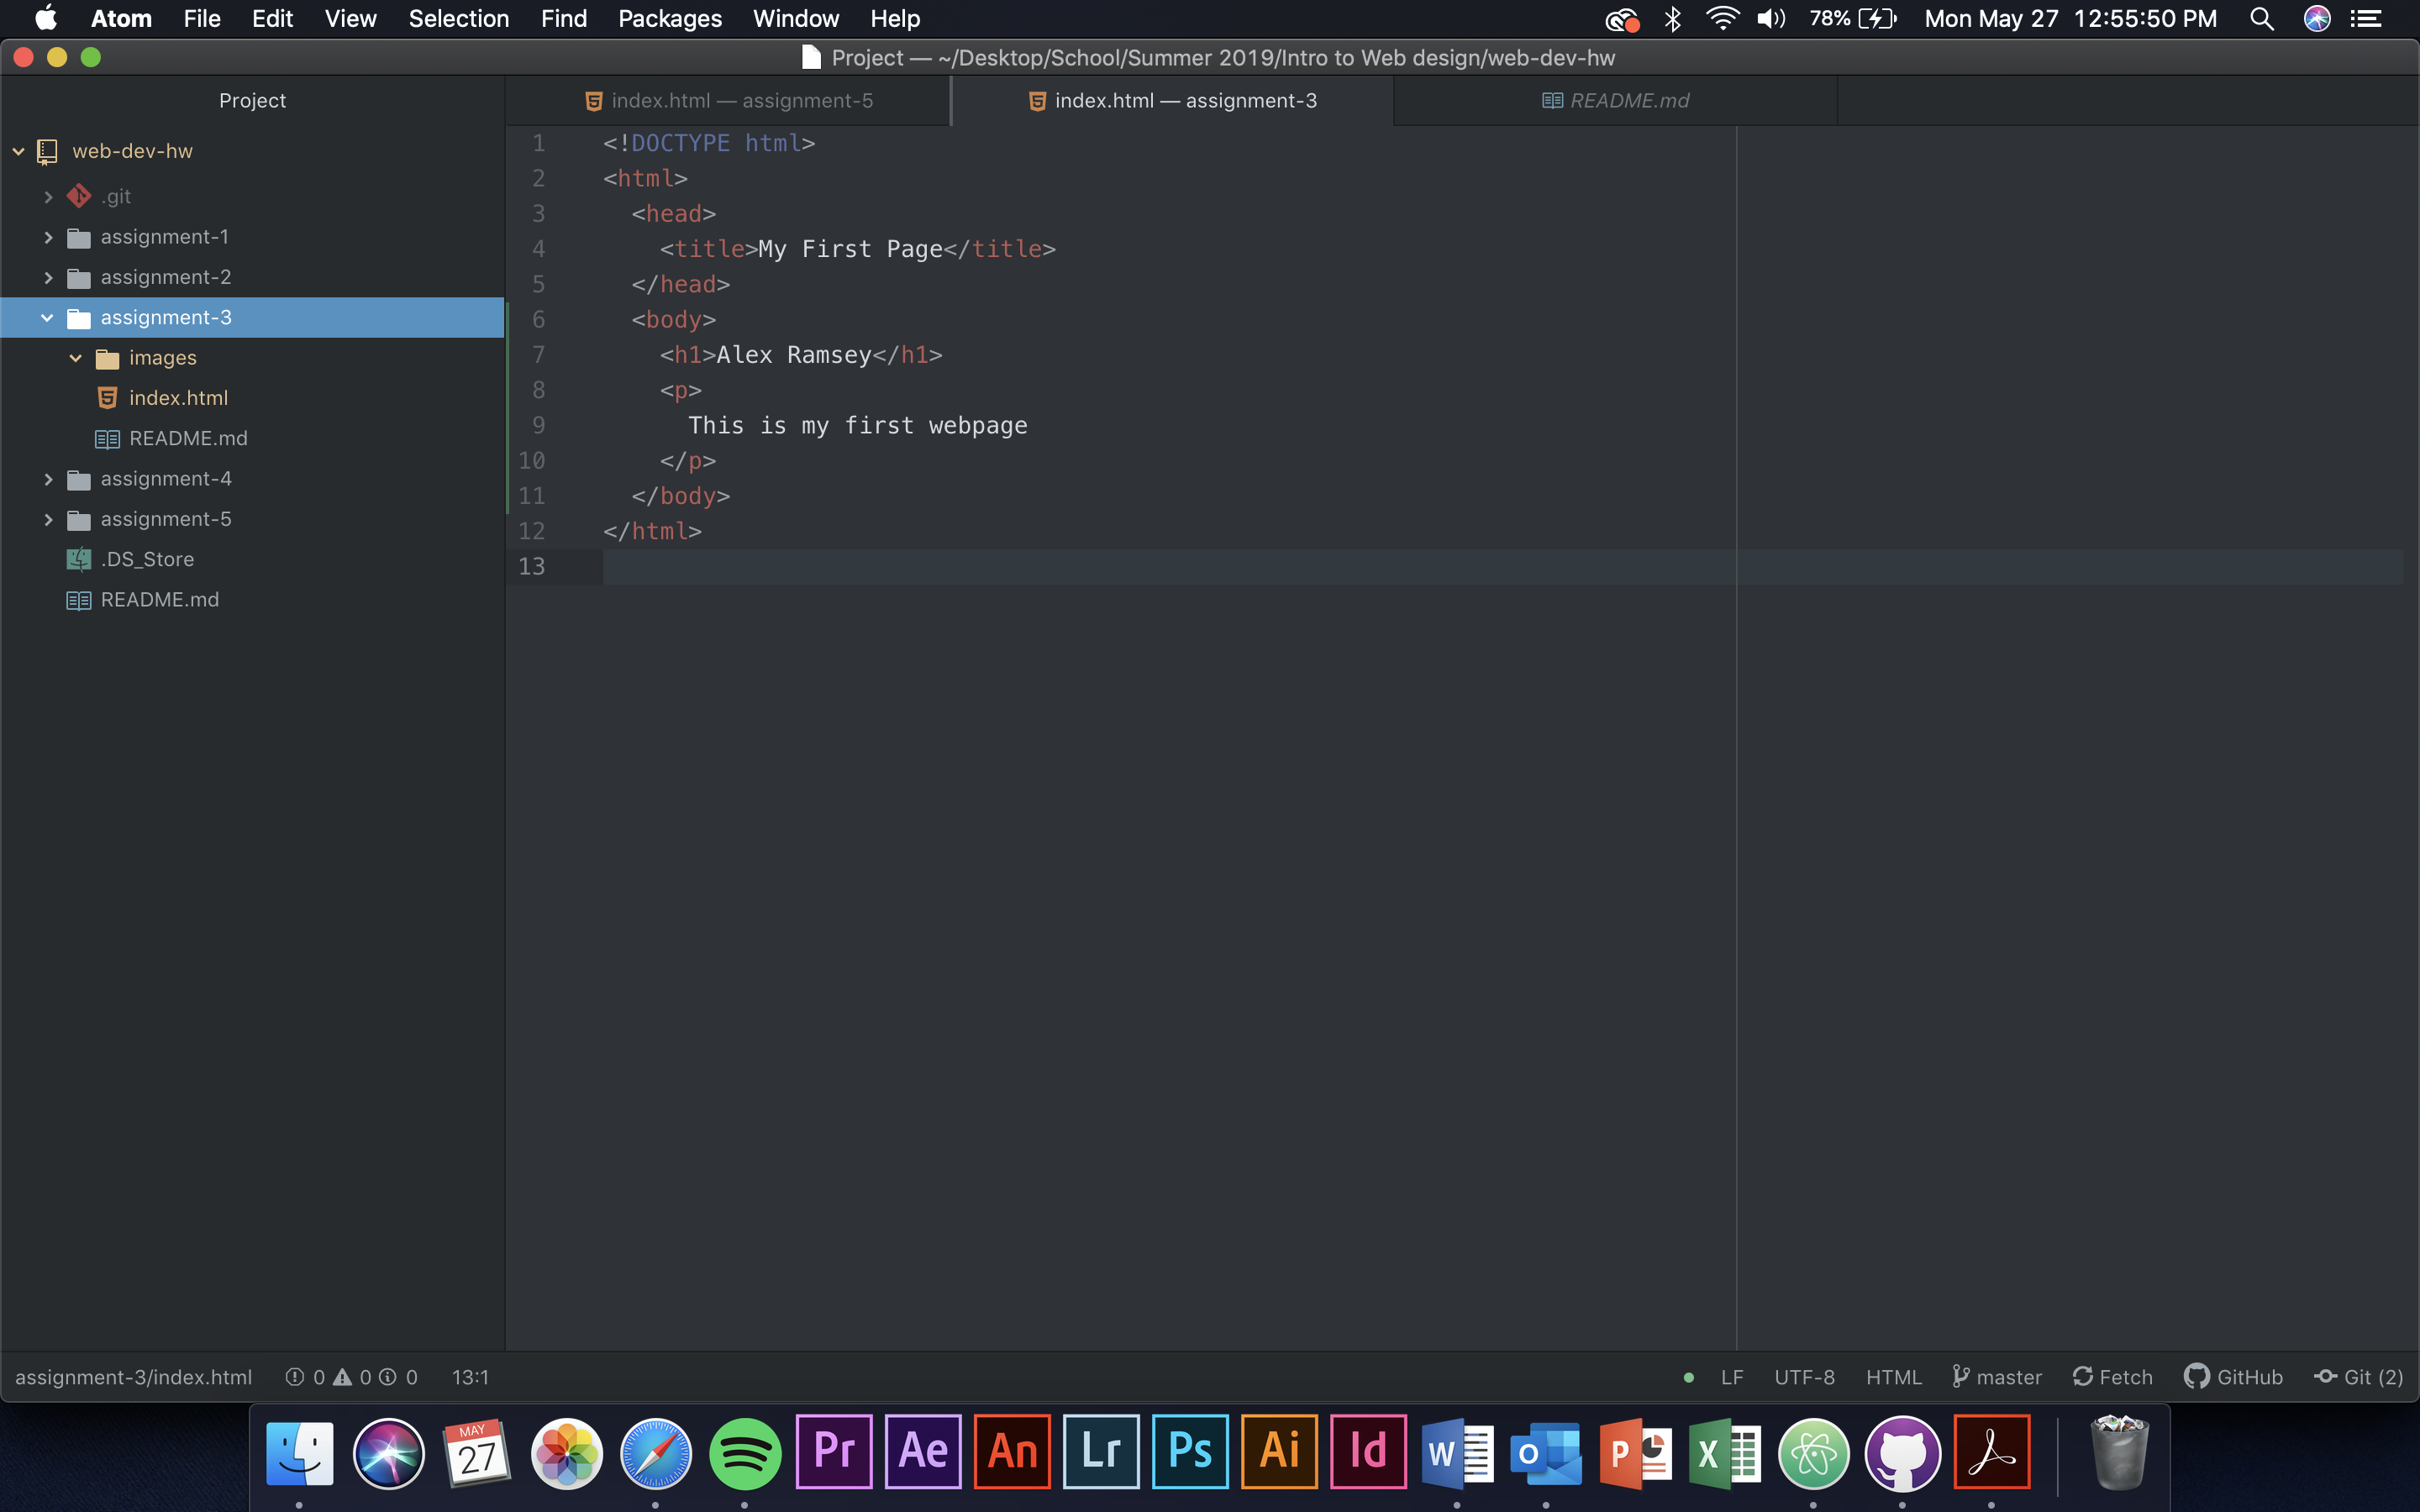 Atom File Edit View Selection Find Packages Window Help 78% Mon May 27 12:55:50 PM
Project — ~/Desktop/School/Summer 2019/Intro to Web design/web-dev-hw
Project
index.html — assignment-5
index.html — assignment-3
README.md
web-dev-hw
.git
assignment-1
assignment-2
assignment-3
images
index.html
README.md
assignment-4
assignment-5
.DS_Store
README.md
1 <!DOCTYPE html>
2 <html>
3 <head>
4 <title>My First Page</title>
5 </head>
6 <body>
7 <h1>Alex Ramsey</h1>
8 <p>
9 This is my first webpage
10 </p>
11 </body>
12 </html>
13
assignment-3/index.html 0 0 0 13:1 LF UTF-8 HTML master Fetch GitHub Git (2)
MAY
27
Pr Ae An Lr Ps Ai Id W O P X